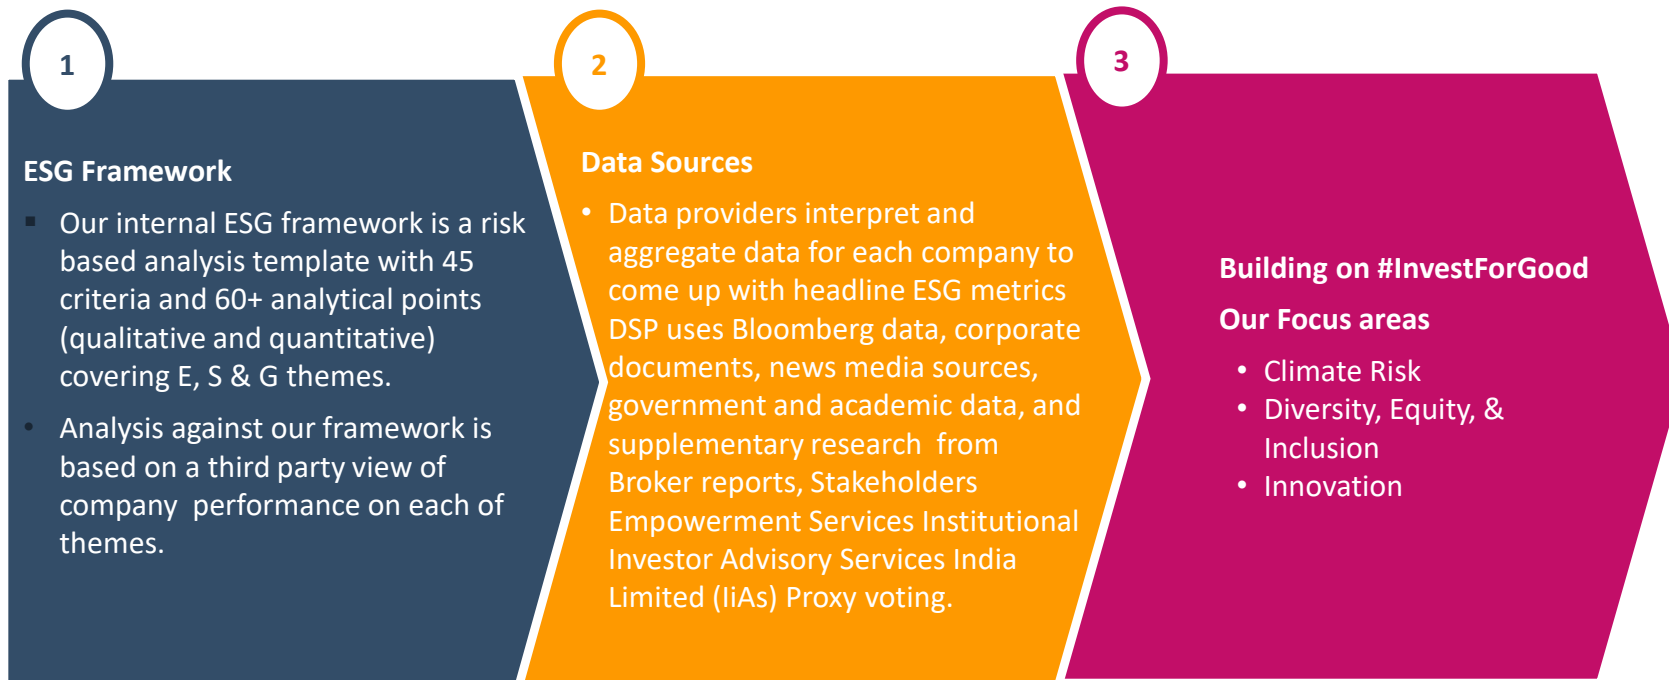 1
ESG Framework
▪ Our internal ESG framework is a risk
based analysis template with 45
criteria and 60+ analytical points
(qualitative and quantitative)
covering E, S & G themes.
• Analysis against our framework is
based on a third party view of
company  performance on each of
themes.
2
Data Sources
• Data providers interpret and
aggregate data for each company to
come up with headline ESG metrics
DSP uses Bloomberg data, corporate
documents, news media sources,
government and academic data, and
supplementary research  from
Broker reports, Stakeholders
Empowerment Services Institutional
Investor Advisory Services India
Limited (IiAs) Proxy voting.
3
Building on #InvestForGood
Our Focus areas
• Climate Risk
• Diversity, Equity, &
Inclusion
• Innovation